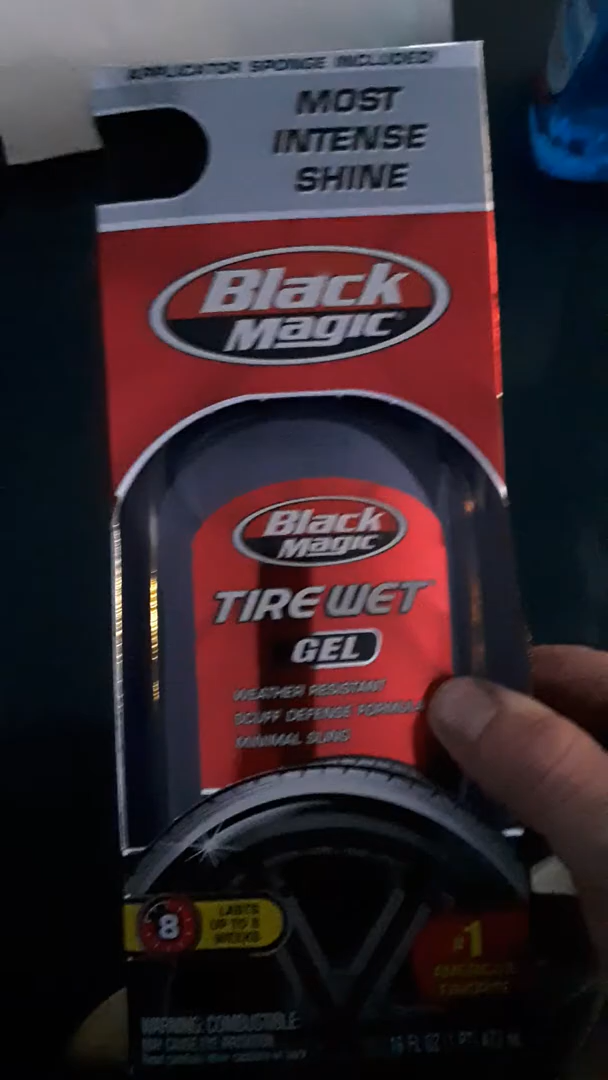 APPLICATOR SPONGE INCLUDED!
MOST
INTENSE
SHINE
Black
Magic
Black
Magic
TIRE WET
GEL
WEATHER RESISTANT
SCUFF DEFENSE FORMULA
MINIMAL SLING
8
LASTS
UP TO 8
WEEKS
#1
AMERICA'S
FAVORITE
WARNING: COMBUSTIBLE.
MAY CAUSE EYE IRRITATION.
16 FL OZ (1 PT) 473 mL